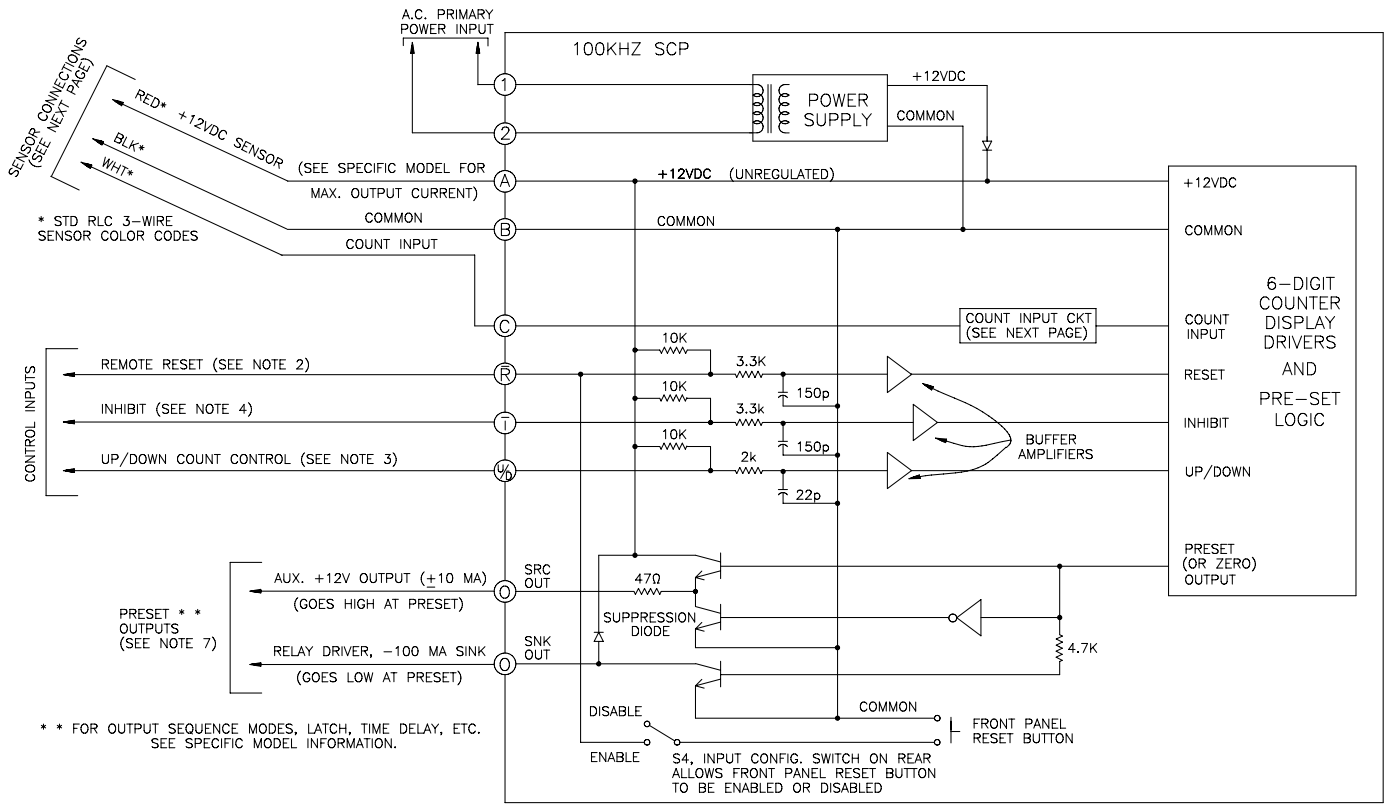 A.C. PRIMARY
POWER INPUT
100KHZ SCP
SENSOR CONNECTIONS
(SEE NEXT PAGE)
RED* +12VDC SENSOR
BLK*
WHT*
(SEE SPECIFIC MODEL FOR
MAX. OUTPUT CURRENT)
* STD RLC 3-WIRE
SENSOR COLOR CODES
COMMON
COUNT INPUT
1
2
A
B
C
POWER
SUPPLY
+12VDC
COMMON
+12VDC (UNREGULATED)
COMMON
+12VDC
COMMON
COUNT INPUT CKT
(SEE NEXT PAGE)
COUNT
INPUT
6-DIGIT
COUNTER
DISPLAY
DRIVERS
AND
PRE-SET
LOGIC
CONTROL INPUTS
REMOTE RESET (SEE NOTE 2)
R̅
10K
3.3K
150p
RESET
INHIBIT (SEE NOTE 4)
I̅
10K
3.3k
150p
INHIBIT
BUFFER
AMPLIFIERS
UP/DOWN COUNT CONTROL (SEE NOTE 3)
U/D
10K
2k
22p
UP/DOWN
PRESET
(OR ZERO)
OUTPUT
PRESET * *
OUTPUTS
(SEE NOTE 7)
AUX. +12V OUTPUT (±10 MA)
(GOES HIGH AT PRESET)
O
SRC
OUT
47Ω
SUPPRESSION
DIODE
RELAY DRIVER, -100 MA SINK
(GOES LOW AT PRESET)
O
SNK
OUT
4.7K
* * FOR OUTPUT SEQUENCE MODES, LATCH, TIME DELAY, ETC.
SEE SPECIFIC MODEL INFORMATION.
DISABLE
ENABLE
COMMON
FRONT PANEL
RESET BUTTON
S4, INPUT CONFIG. SWITCH ON REAR
ALLOWS FRONT PANEL RESET BUTTON
TO BE ENABLED OR DISABLED